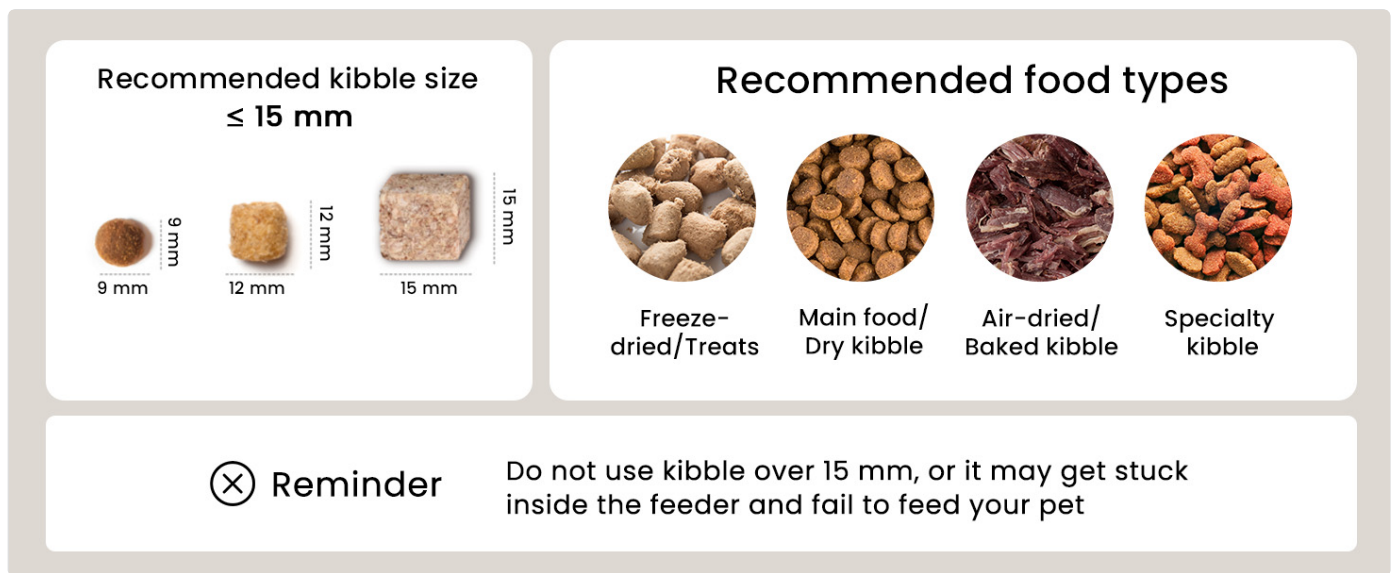 Recommended kibble size
≤ 15 mm
9 mm
9 mm
12 mm
12 mm
15 mm
15 mm
Recommended food types
Freeze-
dried/Treats
Main food/
Dry kibble
Air-dried/
Baked kibble
Specialty
kibble
Reminder
Do not use kibble over 15 mm, or it may get stuck
inside the feeder and fail to feed your pet